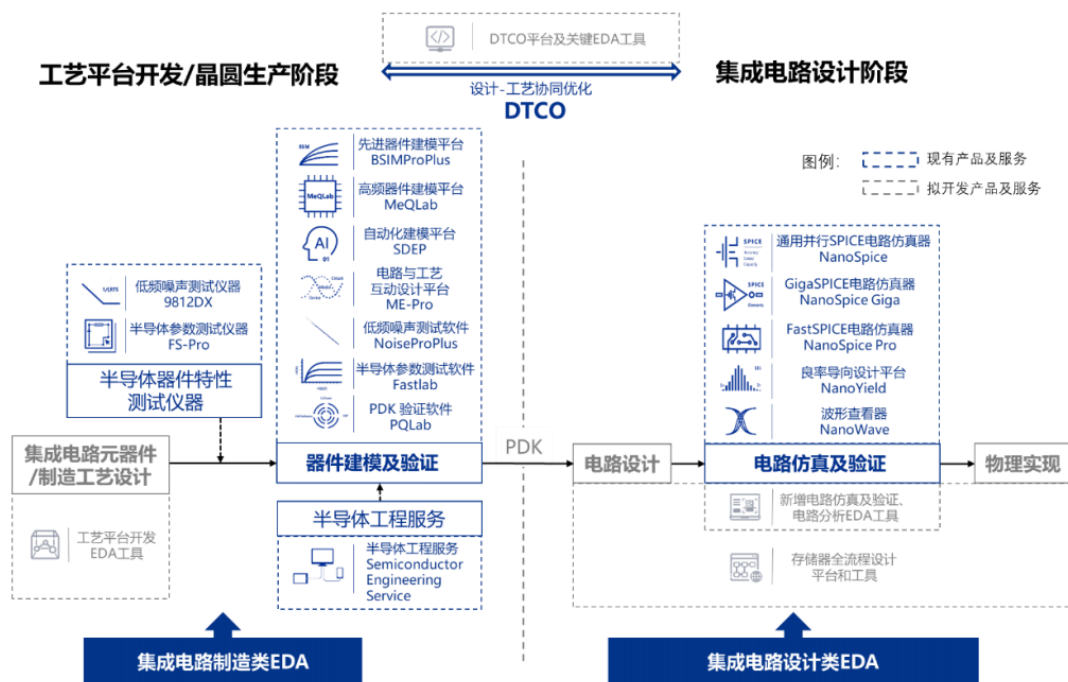 DTCO平台及关键EDA工具
工艺平台开发/晶圆生产阶段
集成电路设计阶段
设计-工艺协同优化
DTCO
图例：
现有产品及服务
拟开发产品及服务
先进器件建模平台
BSIMProPlus
MeQLab
高频器件建模平台
MeQLab
AI
自动化建模平台
SDEP
电路与工艺
互动设计平台
ME-Pro
低频噪声测试软件
NoiseProPlus
半导体参数测试软件
Fastlab
PDK 验证软件
PQLab
低频噪声测试仪器
9812DX
半导体参数测试仪器
FS-Pro
半导体器件特性
测试仪器
SPICE
通用并行SPICE电路仿真器
NanoSpice
SPICE
GigaSPICE电路仿真器
NanoSpice Giga
FastSPICE电路仿真器
NanoSpice Pro
良率导向设计平台
NanoYield
波形查看器
NanoWave
集成电路元器件
/制造工艺设计
器件建模及验证
PDK
电路设计
电路仿真及验证
物理实现
工艺平台开发
EDA工具
半导体工程服务
半导体工程服务
Semiconductor
Engineering
Service
新增电路仿真及验证、
电路分析EDA工具
存储器全流程设计
平台和工具
集成电路制造类EDA
集成电路设计类EDA